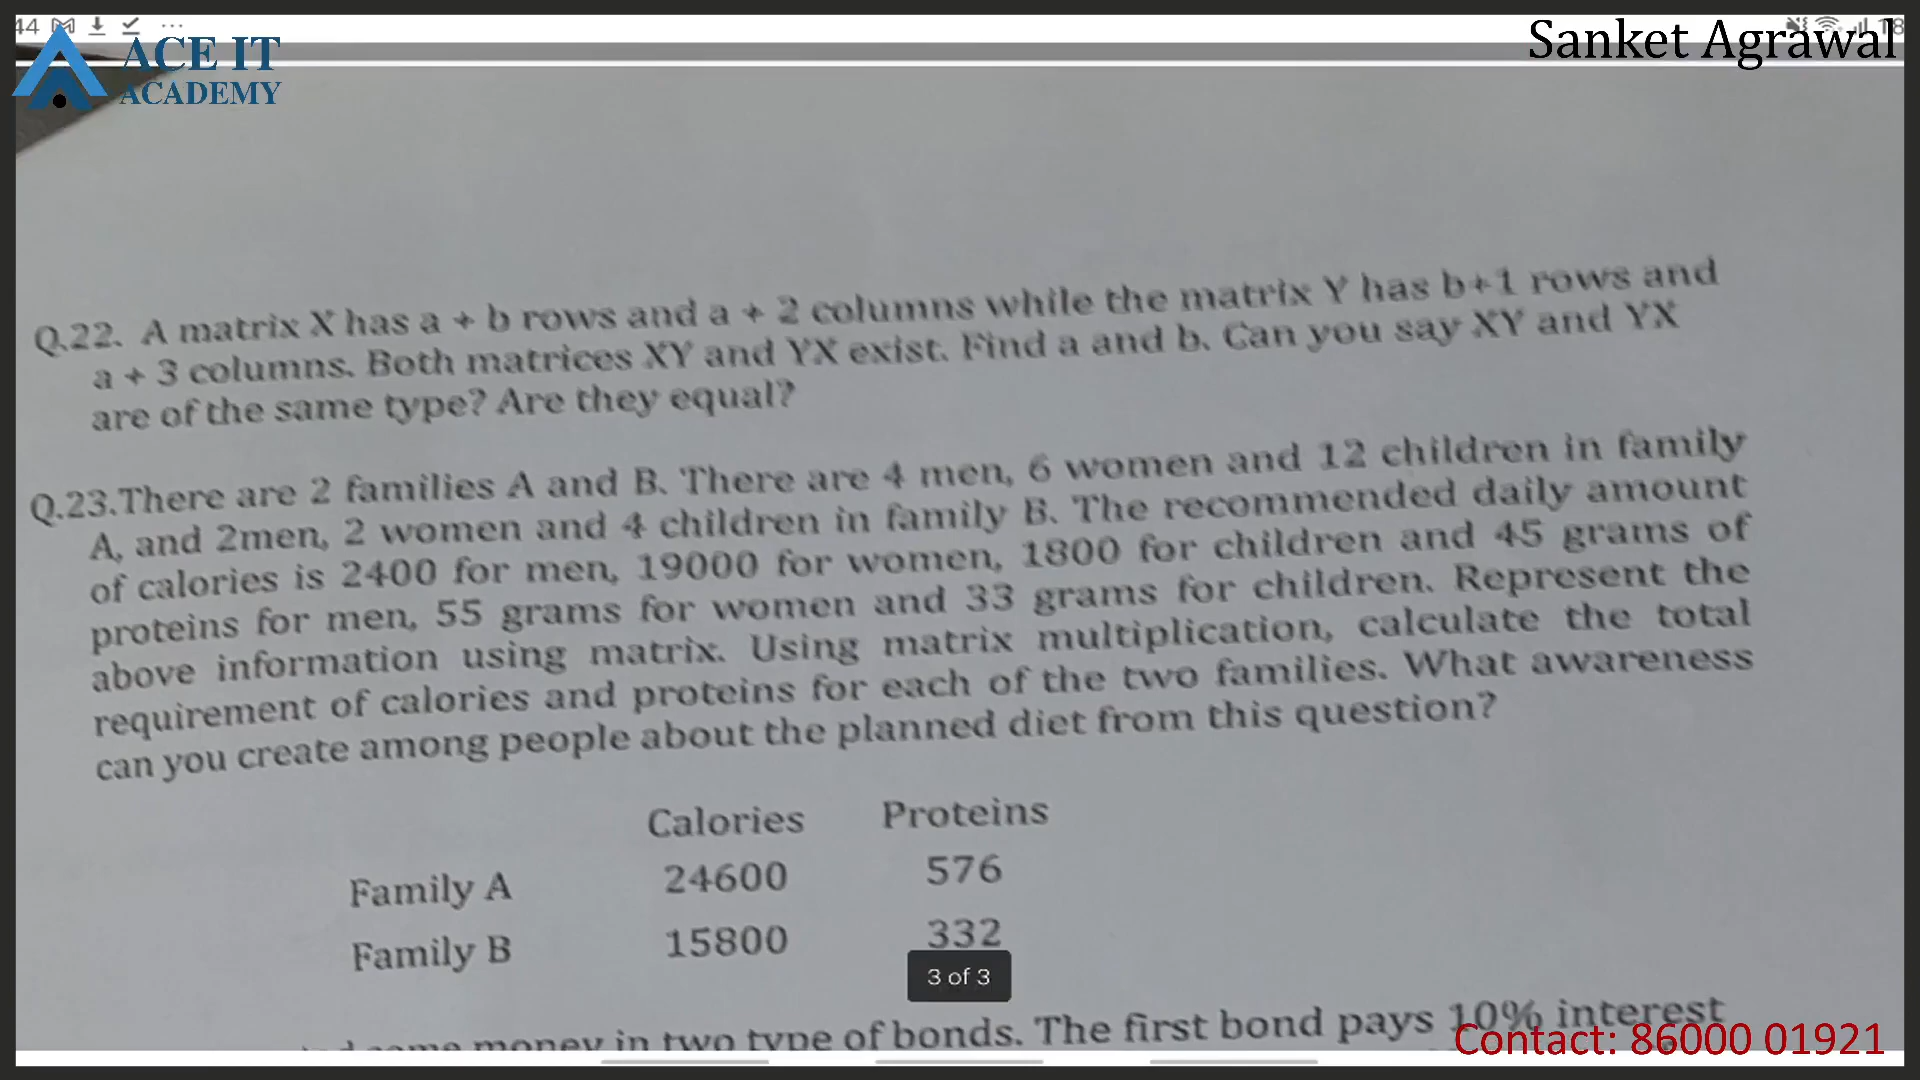 44
Sanket Agrawal
ACE IT
ACADEMY
Q.22. A matrix X has a + b rows and a + 2 columns while the matrix Y has b+1 rows and
a + 3 columns. Both matrices XY and YX exist. Find a and b. Can you say XY and YX
are of the same type? Are they equal?
Q.23.There are 2 families A and B. There are 4 men, 6 women and 12 children in family
A, and 2men, 2 women and 4 children in family B. The recommended daily amount
of calories is 2400 for men, 19000 for women, 1800 for children and 45 grams of
proteins for men, 55 grams for women and 33 grams for children. Represent the
above information using matrix. Using matrix multiplication, calculate the total
requirement of calories and proteins for each of the two families. What awareness
can you create among people about the planned diet from this question?
Calories Proteins
Family A 24600 576
Family B 15800 332
3 of 3
money in two type of bonds. The first bond pays 10% interest
Contact: 86000 01921